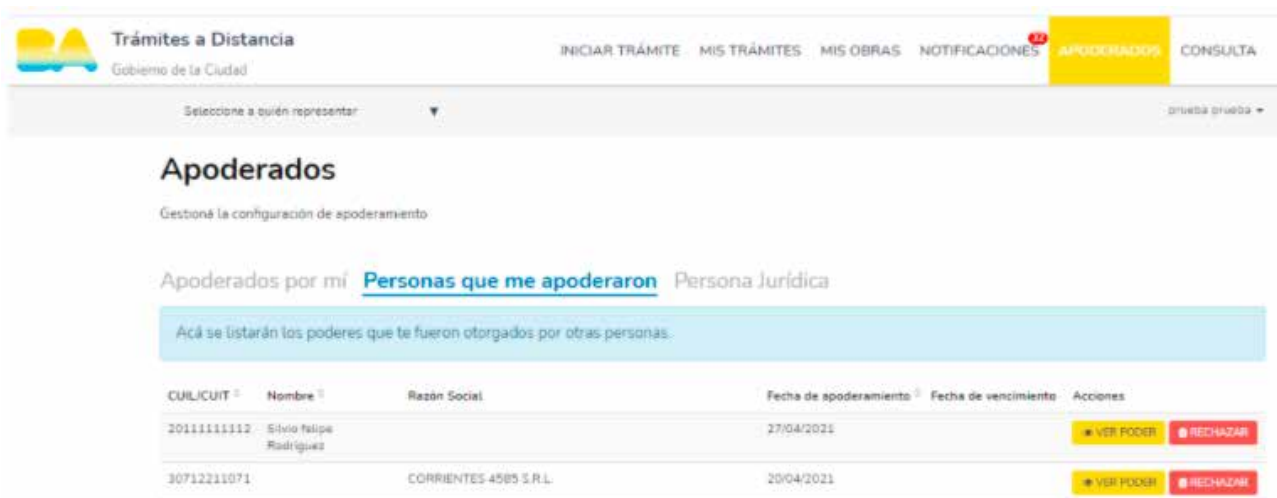 BA
Trámites a Distancia
Gobierno de la Ciudad
INICIAR TRÁMITE MIS TRÁMITES MIS OBRAS NOTIFICACIONES 32 APODERADOS CONSULTA
Seleccione a quién representar
prueba prueba
Apoderados
Gestioná la configuración de apoderamiento
Apoderados por mí Personas que me apoderaron Persona Jurídica
Acá se listarán los poderes que te fueron otorgados por otras personas.
CUIL/CUIT Nombre Razón Social Fecha de apoderamiento Fecha de vencimiento Acciones
20111111112 Silvio felipe 27/04/2021 VER PODER RECHAZAR
Rodriguez
30712211071 CORRIENTES 4585 S.R.L. 20/04/2021 VER PODER RECHAZAR